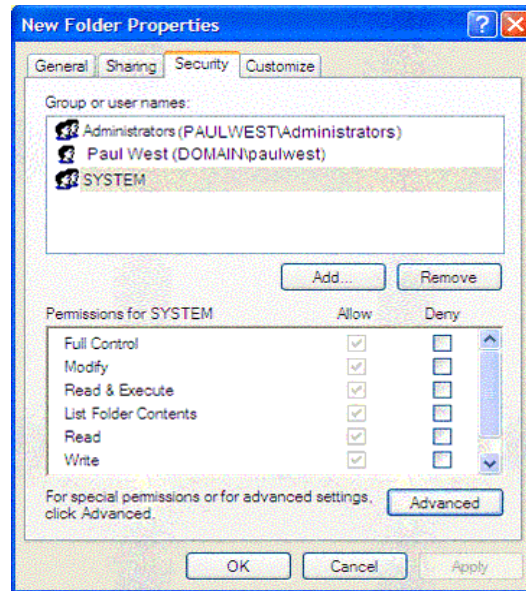 New Folder Properties
General Sharing Security Customize
Group or user names:
Administrators (PAULWEST\Administrators)
Paul West (DOMAIN\paulwest)
SYSTEM
Add... Remove
Permissions for SYSTEM Allow Deny
Full Control
Modify
Read & Execute
List Folder Contents
Read
Write
For special permissions or for advanced settings,
click Advanced.
Advanced
OK Cancel Apply